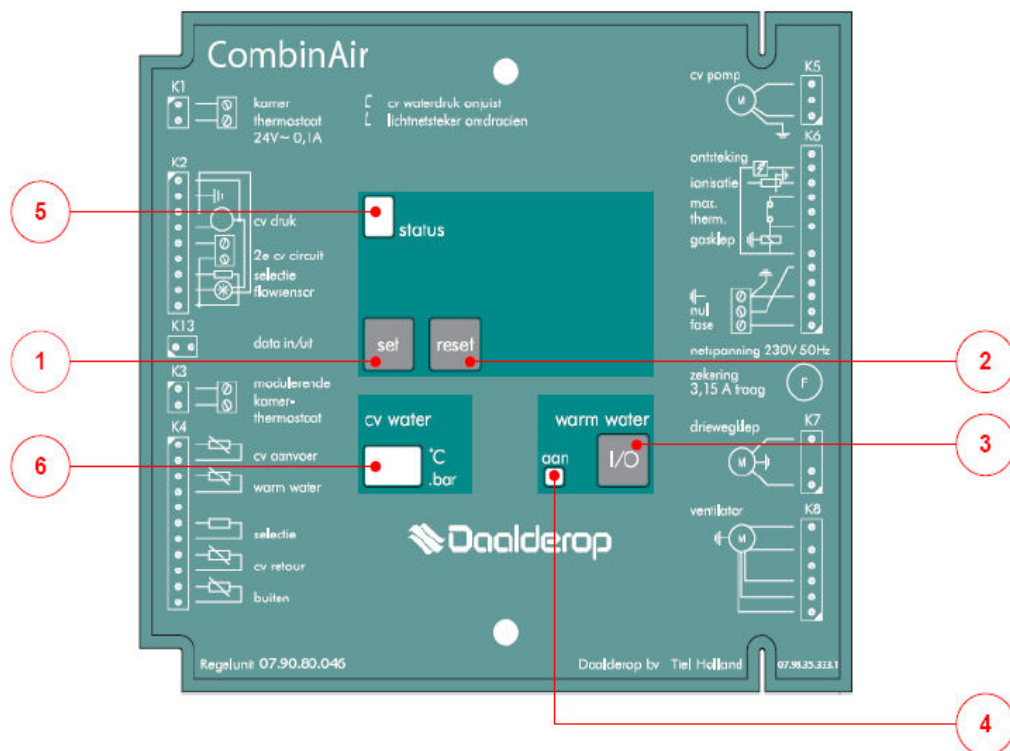 CombinAir
K1
kamer
thermostaat
24V~ 0,1A
C cv waterdruk onjuist
L lichtnetsteker omdraaien
K2
cv druk
2e cv circuit
selectie
flowsensor
K13
data in/uit
K3
modulerende
kamer-
thermostaat
K4
cv aanvoer
warm water
selectie
cv retour
buiten
status
set
reset
cv water
°C
.bar
warm water
aan
I/O
Daalderop
cv pomp
K5
M
K6
ontsteking
ionisatie
max.
therm.
gasklep
nul
fase
netspanning 230V 50Hz
zekering
3,15 A traag
F
K7
driewegklep
M
K8
ventilator
M
Regelunit 07.90.80.046
Daalderop bv Tiel Holland
07.98.35.333.1
5
1
6
2
3
4